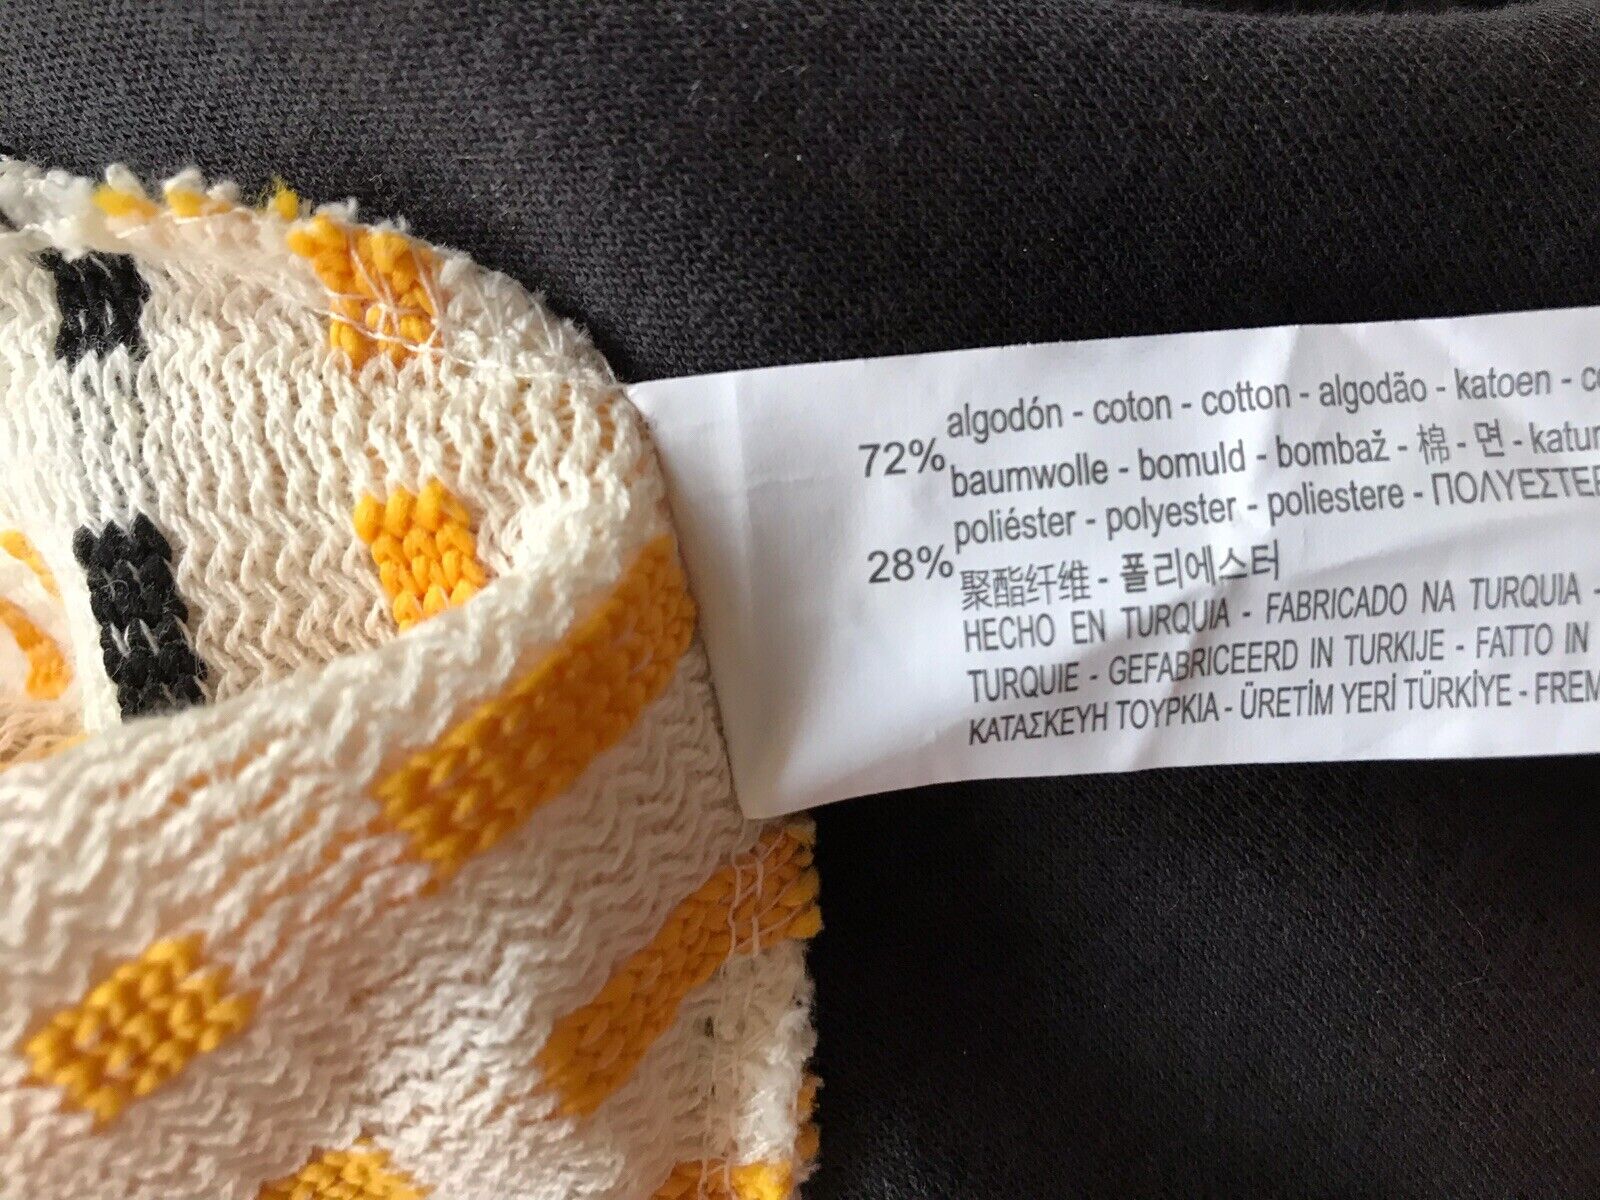 72%
algodón - coton - cotton - algodão - katoen -
baumwolle - bomuld - bombaž - 棉 - 면 -
28%
poliéster - polyester - poliestere -
聚酯纤维 - 폴리에스터
HECHO EN TURQUIA - FABRICADO NA TURQUIA -
TURQUIE - GEFABRICEERD IN TURKIJE - FATTO IN
ΚΑΤΑΣΚΕΥΗ ΤΟΥΡΚΙΑ - ÜRETİM YERİ TÜRKİYE -